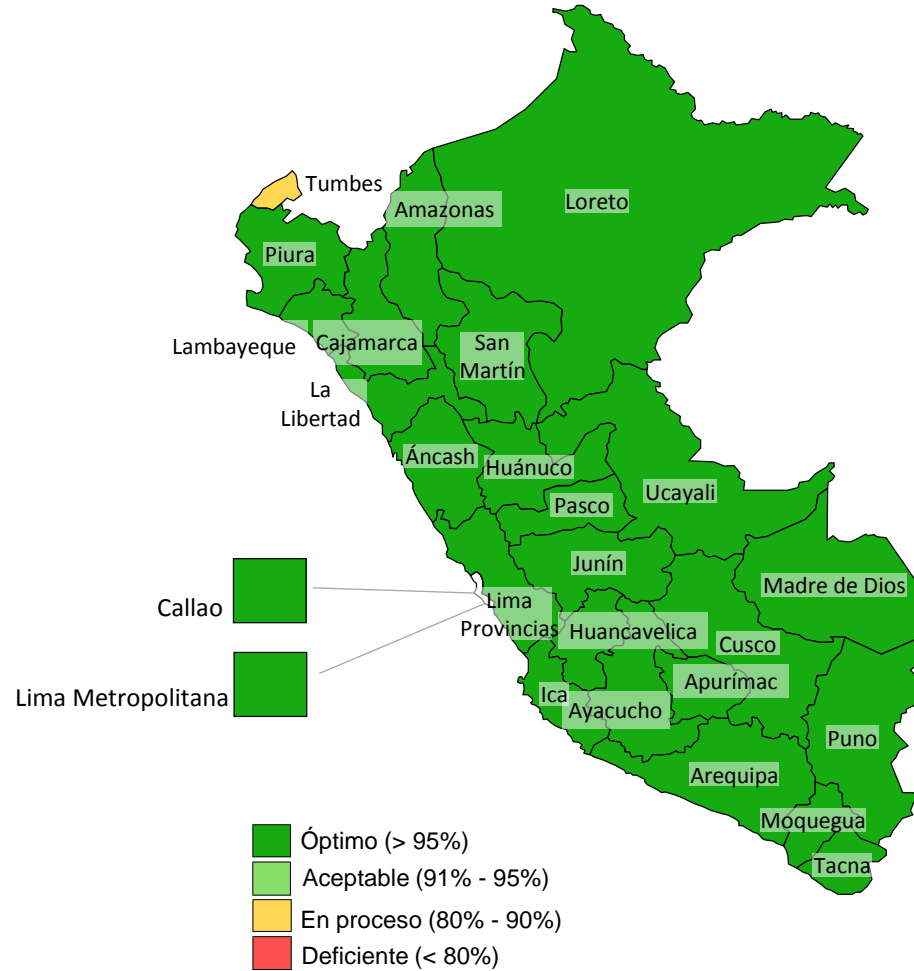 Tumbes
Amazonas
Loreto
Piura
Lambayeque
Cajamarca
San
Martín
La
Libertad
Áncash
Huánuco
Ucayali
Pasco
Junín
Madre de Dios
Callao
Lima
Provincias
Huancavelica
Cusco
Lima Metropolitana
Ica
Apurímac
Ayacucho
Puno
Arequipa
Moquegua
Tacna
Óptimo (> 95%)
Aceptable (91% - 95%)
En proceso (80% - 90%)
Deficiente (< 80%)